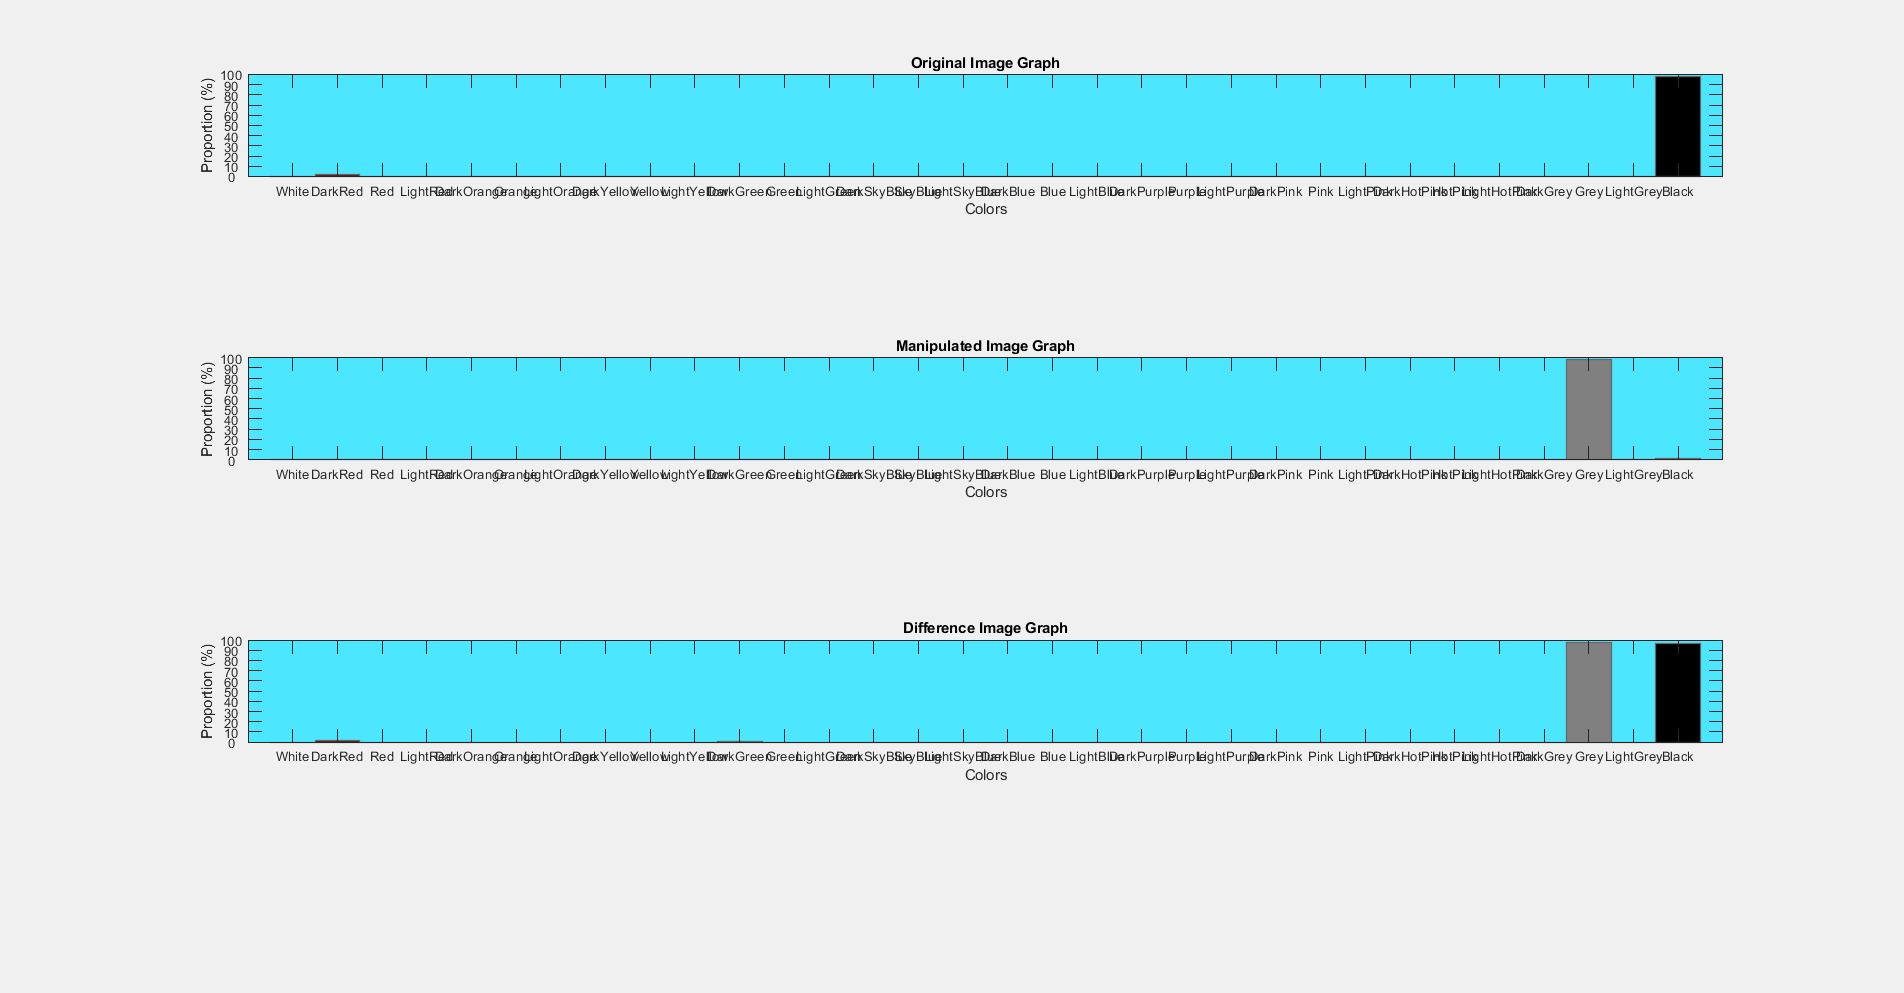 Original Image Graph
Proportion (%)
100
90
80
70
60
50
40
30
20
10
0
White DarkRed Red LightRed DarkOrange Orange LightOrange DarkYellow Yellow LightYellow DarkGreen Green LightGreen DarkSkyBlue SkyBlue LightSkyBlue DarkBlue Blue LightBlue DarkPurple Purple LightPurple DarkPink Pink LightPink DarkHotPink HotPink LightHotPink DarkGrey Grey LightGrey Black
Colors
Manipulated Image Graph
Proportion (%)
100
90
80
70
60
50
40
30
20
10
0
White DarkRed Red LightRed DarkOrange Orange LightOrange DarkYellow Yellow LightYellow DarkGreen Green LightGreen DarkSkyBlue SkyBlue LightSkyBlue DarkBlue Blue LightBlue DarkPurple Purple LightPurple DarkPink Pink LightPink DarkHotPink HotPink LightHotPink DarkGrey Grey LightGrey Black
Colors
Difference Image Graph
Proportion (%)
100
90
80
70
60
50
40
30
20
10
0
White DarkRed Red LightRed DarkOrange Orange LightOrange DarkYellow Yellow LightYellow DarkGreen Green LightGreen DarkSkyBlue SkyBlue LightSkyBlue DarkBlue Blue LightBlue DarkPurple Purple LightPurple DarkPink Pink LightPink DarkHotPink HotPink LightHotPink DarkGrey Grey LightGrey Black
Colors